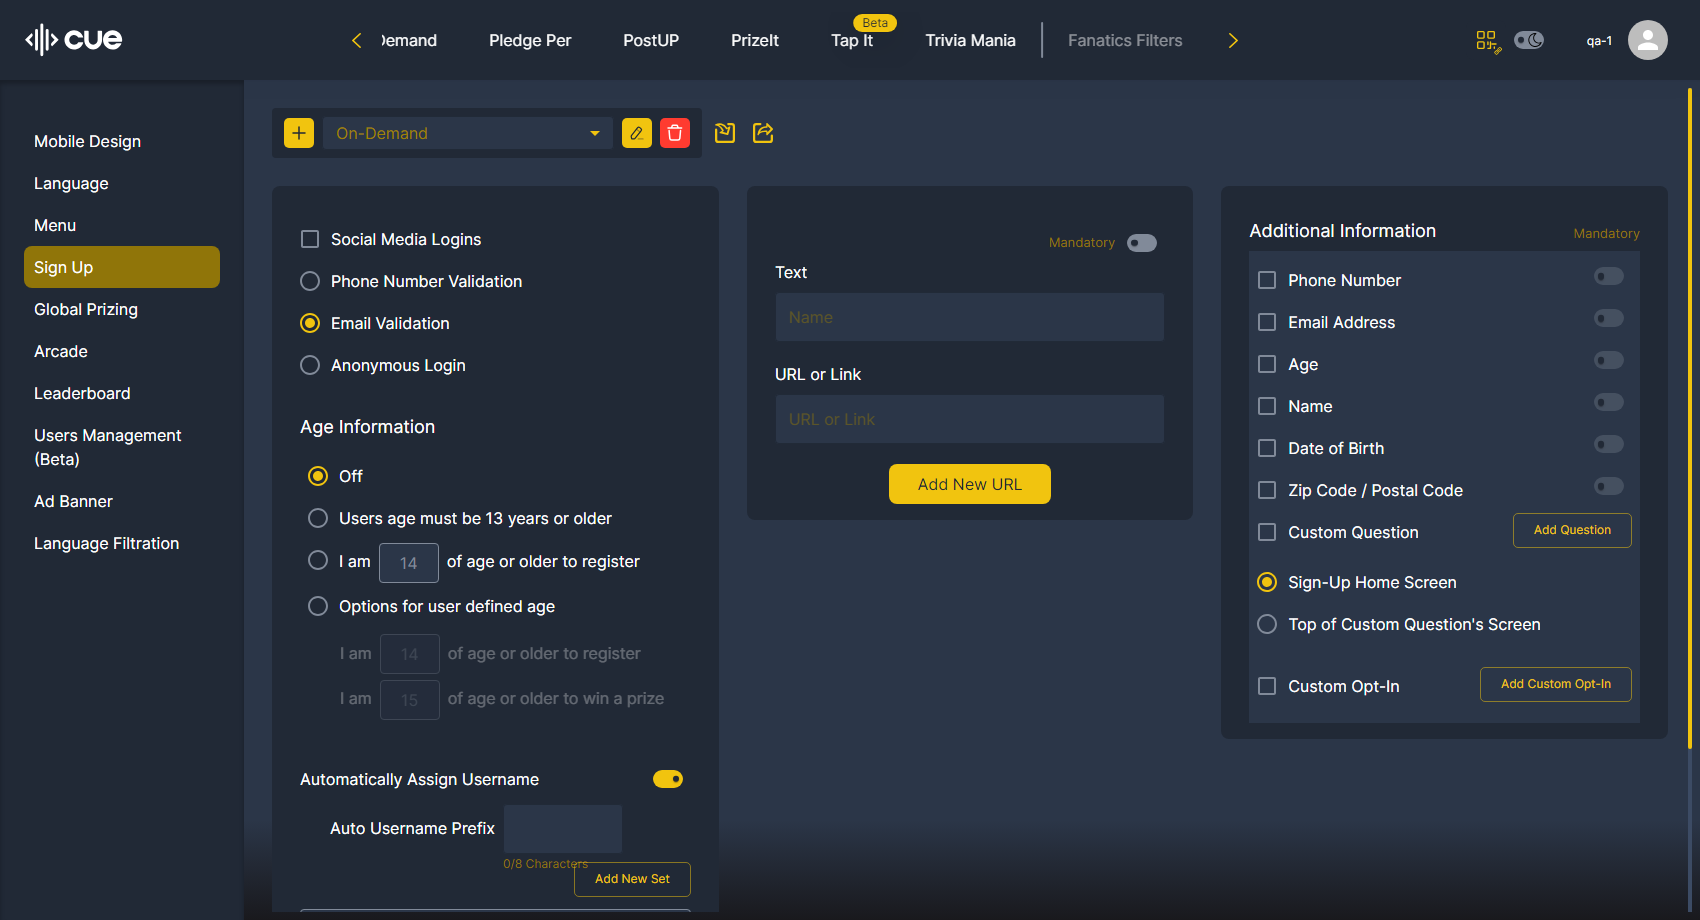 cue
Demand
Pledge Per
PostUP
PrizeIt
Beta
Tap It
Trivia Mania
Fanatics Filters
qa-1
Mobile Design
Language
Menu
Sign Up
Global Prizing
Arcade
Leaderboard
Users Management
(Beta)
Ad Banner
Language Filtration
On-Demand
Social Media Logins
Phone Number Validation
Email Validation
Anonymous Login
Age Information
Off
Users age must be 13 years or older
I am 14 of age or older to register
Options for user defined age
I am 14 of age or older to register
I am 15 of age or older to win a prize
Automatically Assign Username
Auto Username Prefix
0/8 Characters
Add New Set
Mandatory
Text
Name
URL or Link
URL or Link
Add New URL
Additional Information
Mandatory
Phone Number
Email Address
Age
Name
Date of Birth
Zip Code / Postal Code
Custom Question
Add Question
Sign-Up Home Screen
Top of Custom Question's Screen
Custom Opt-In
Add Custom Opt-In